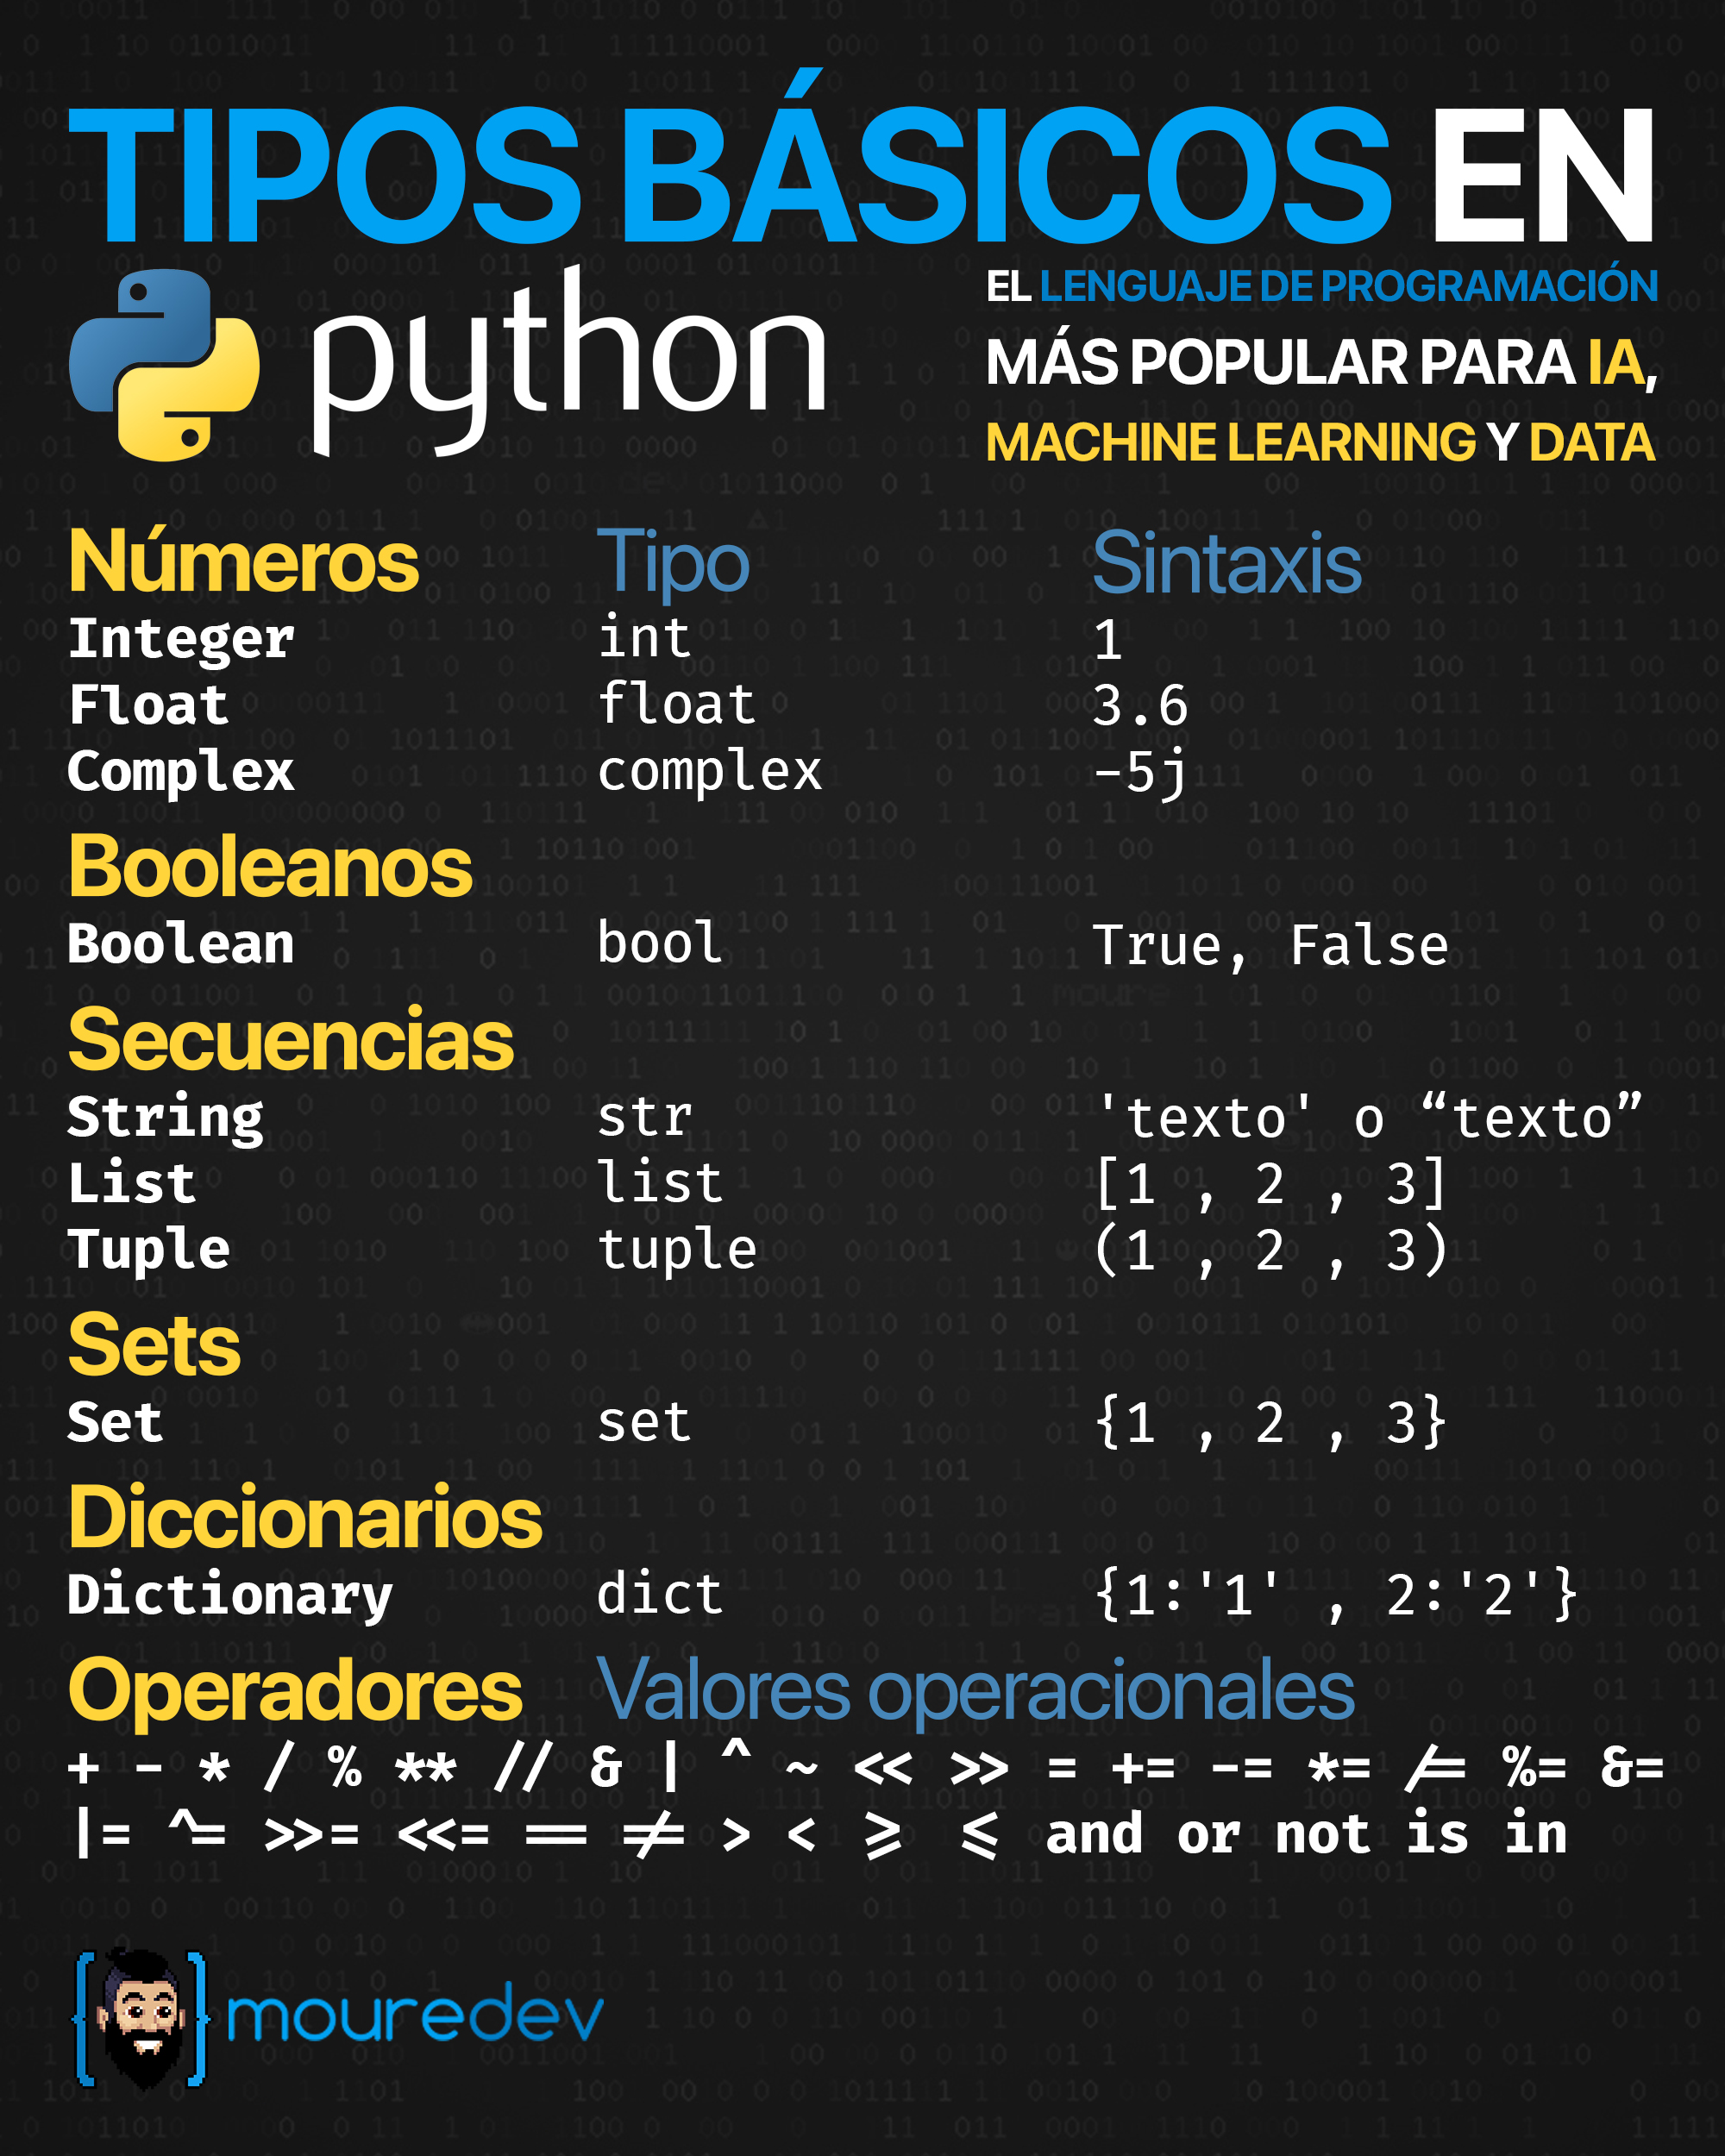 TIPOS BÁSICOS EN
python
EL LENGUAJE DE PROGRAMACIÓN
MÁS POPULAR PARA IA,
MACHINE LEARNING Y DATA
Números Tipo Sintaxis
Integer int 1
Float float 3.6
Complex complex -5j
Booleanos
Boolean bool True, False
Secuencias
String str 'texto' o “texto”
List list [1 , 2 , 3]
Tuple tuple (1 , 2 , 3)
Sets
Set set {1 , 2 , 3}
Diccionarios
Dictionary dict {1:'1' , 2:'2'}
Operadores Valores operacionales
+ - * / % ** // & | ^ ~ << >> = += -= *= /= %= &=
|= ^= >>= <<= == != > < >= <= and or not is in
mouredev